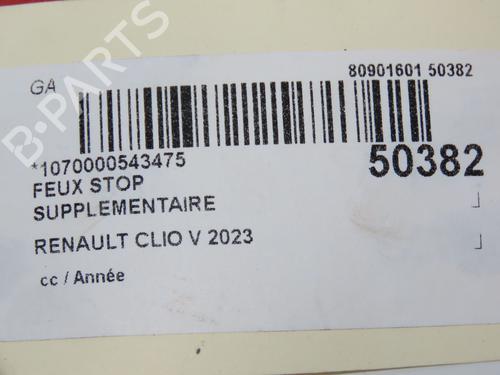 80901601 50382
GA
*1070000543475
50382
FEUX STOP
SUPPLEMENTAIRE
RENAULT CLIO V 2023
cc / Année
B-PARTS